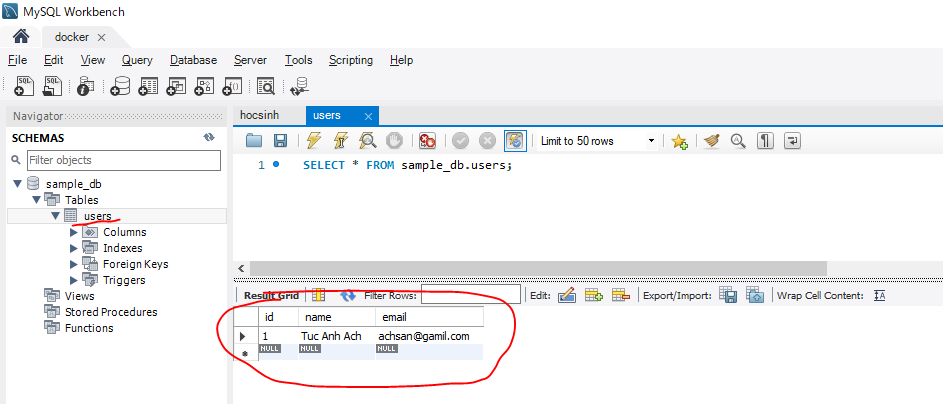 MySQL Workbench
docker
File Edit View Query Database Server Tools Scripting Help
Navigator
SCHEMAS
Filter objects
sample_db
Tables
users
Columns
Indexes
Foreign Keys
Triggers
Views
Stored Procedures
Functions
hocsinh users
Limit to 50 rows
1 SELECT * FROM sample_db.users;
Result Grid Filter Rows: Edit: Export/Import: Wrap Cell Content:
id name email
1 Tuc Anh Ach achsan@gamil.com
NULL NULL NULL